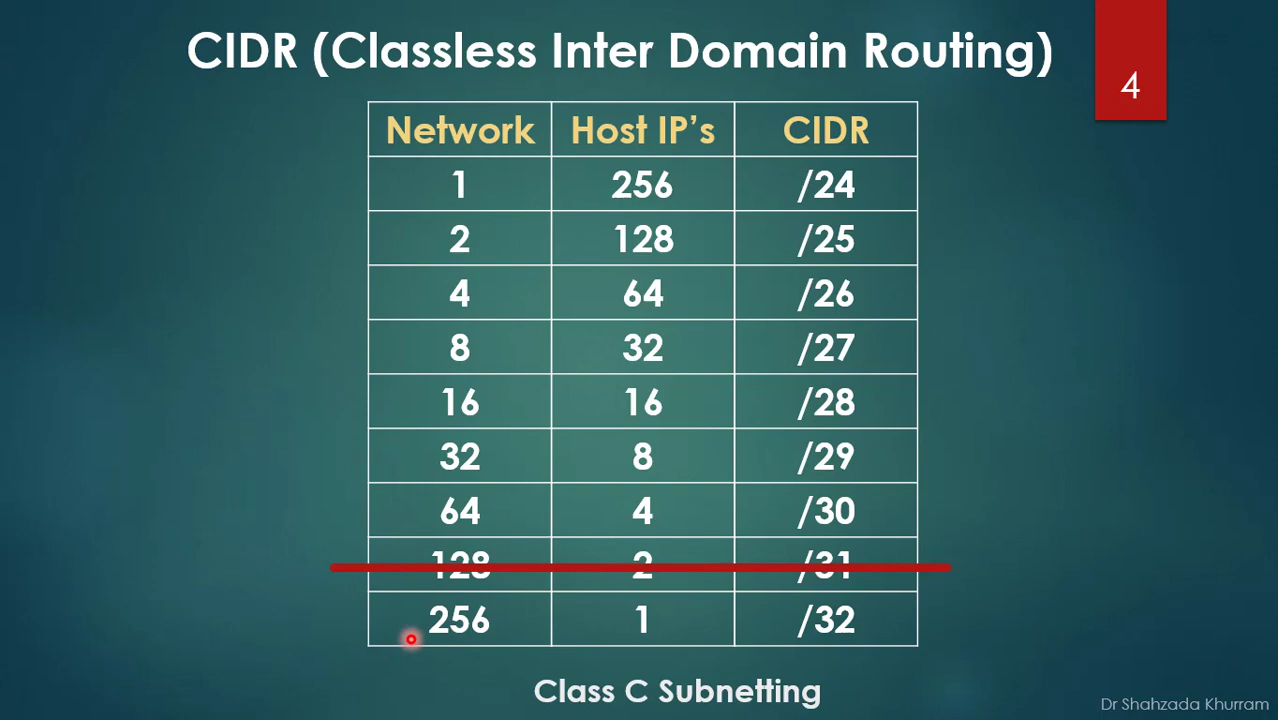 CIDR (Classless Inter Domain Routing)
4
Network Host IP’s CIDR
1 256 /24
2 128 /25
4 64 /26
8 32 /27
16 16 /28
32 8 /29
64 4 /30
128 2 /31
256 1 /32
Class C Subnetting
Dr Shahzada Khurram